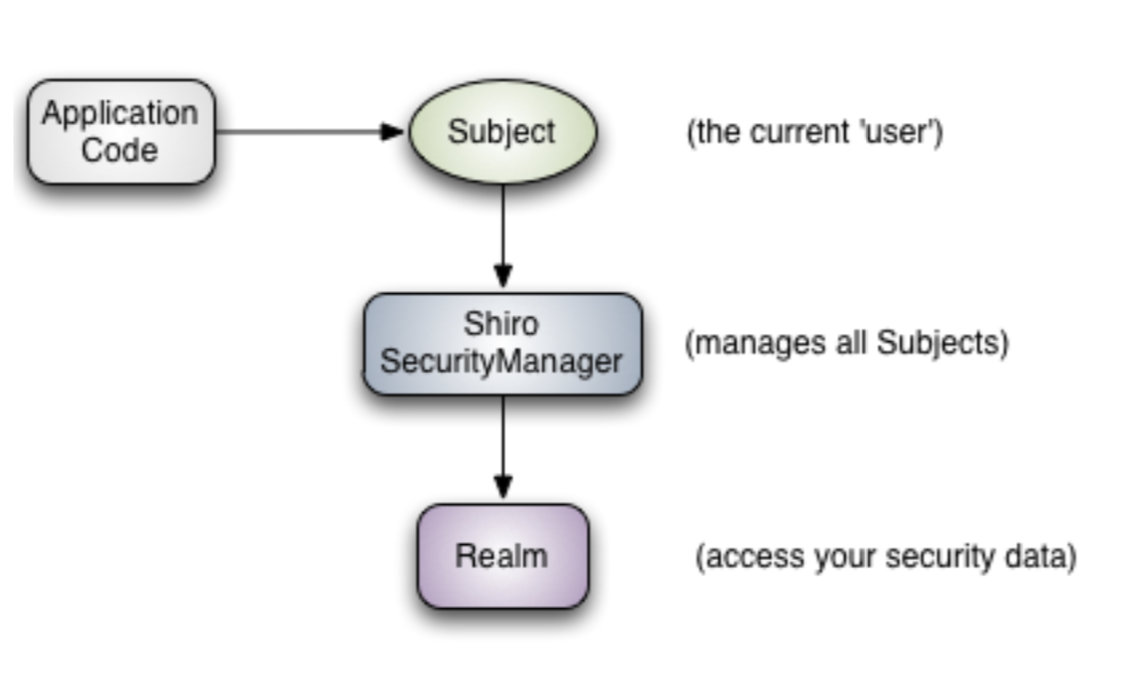 Application
Code
Subject
(the current 'user')
Shiro
SecurityManager
(manages all Subjects)
Realm
(access your security data)